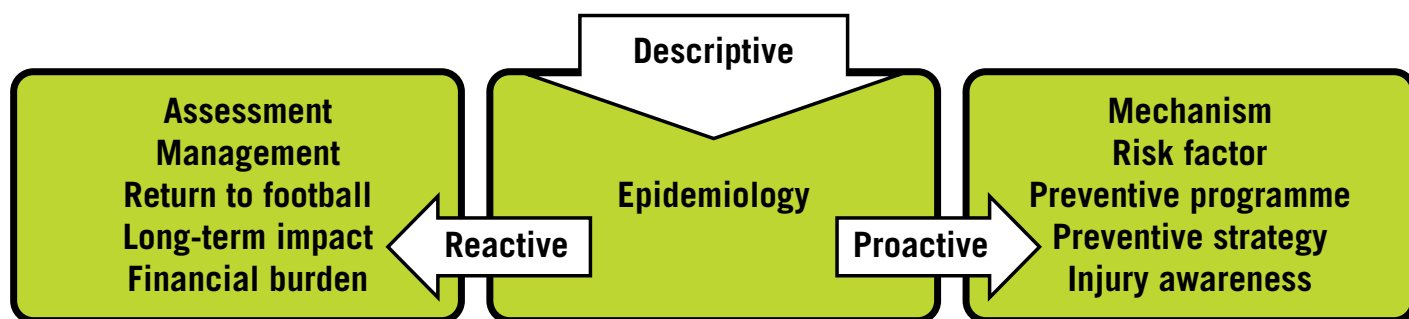 Descriptive
Assessment
Management
Return to football
Long-term impact
Financial burden
Reactive
Epidemiology
Proactive
Mechanism
Risk factor
Preventive programme
Preventive strategy
Injury awareness